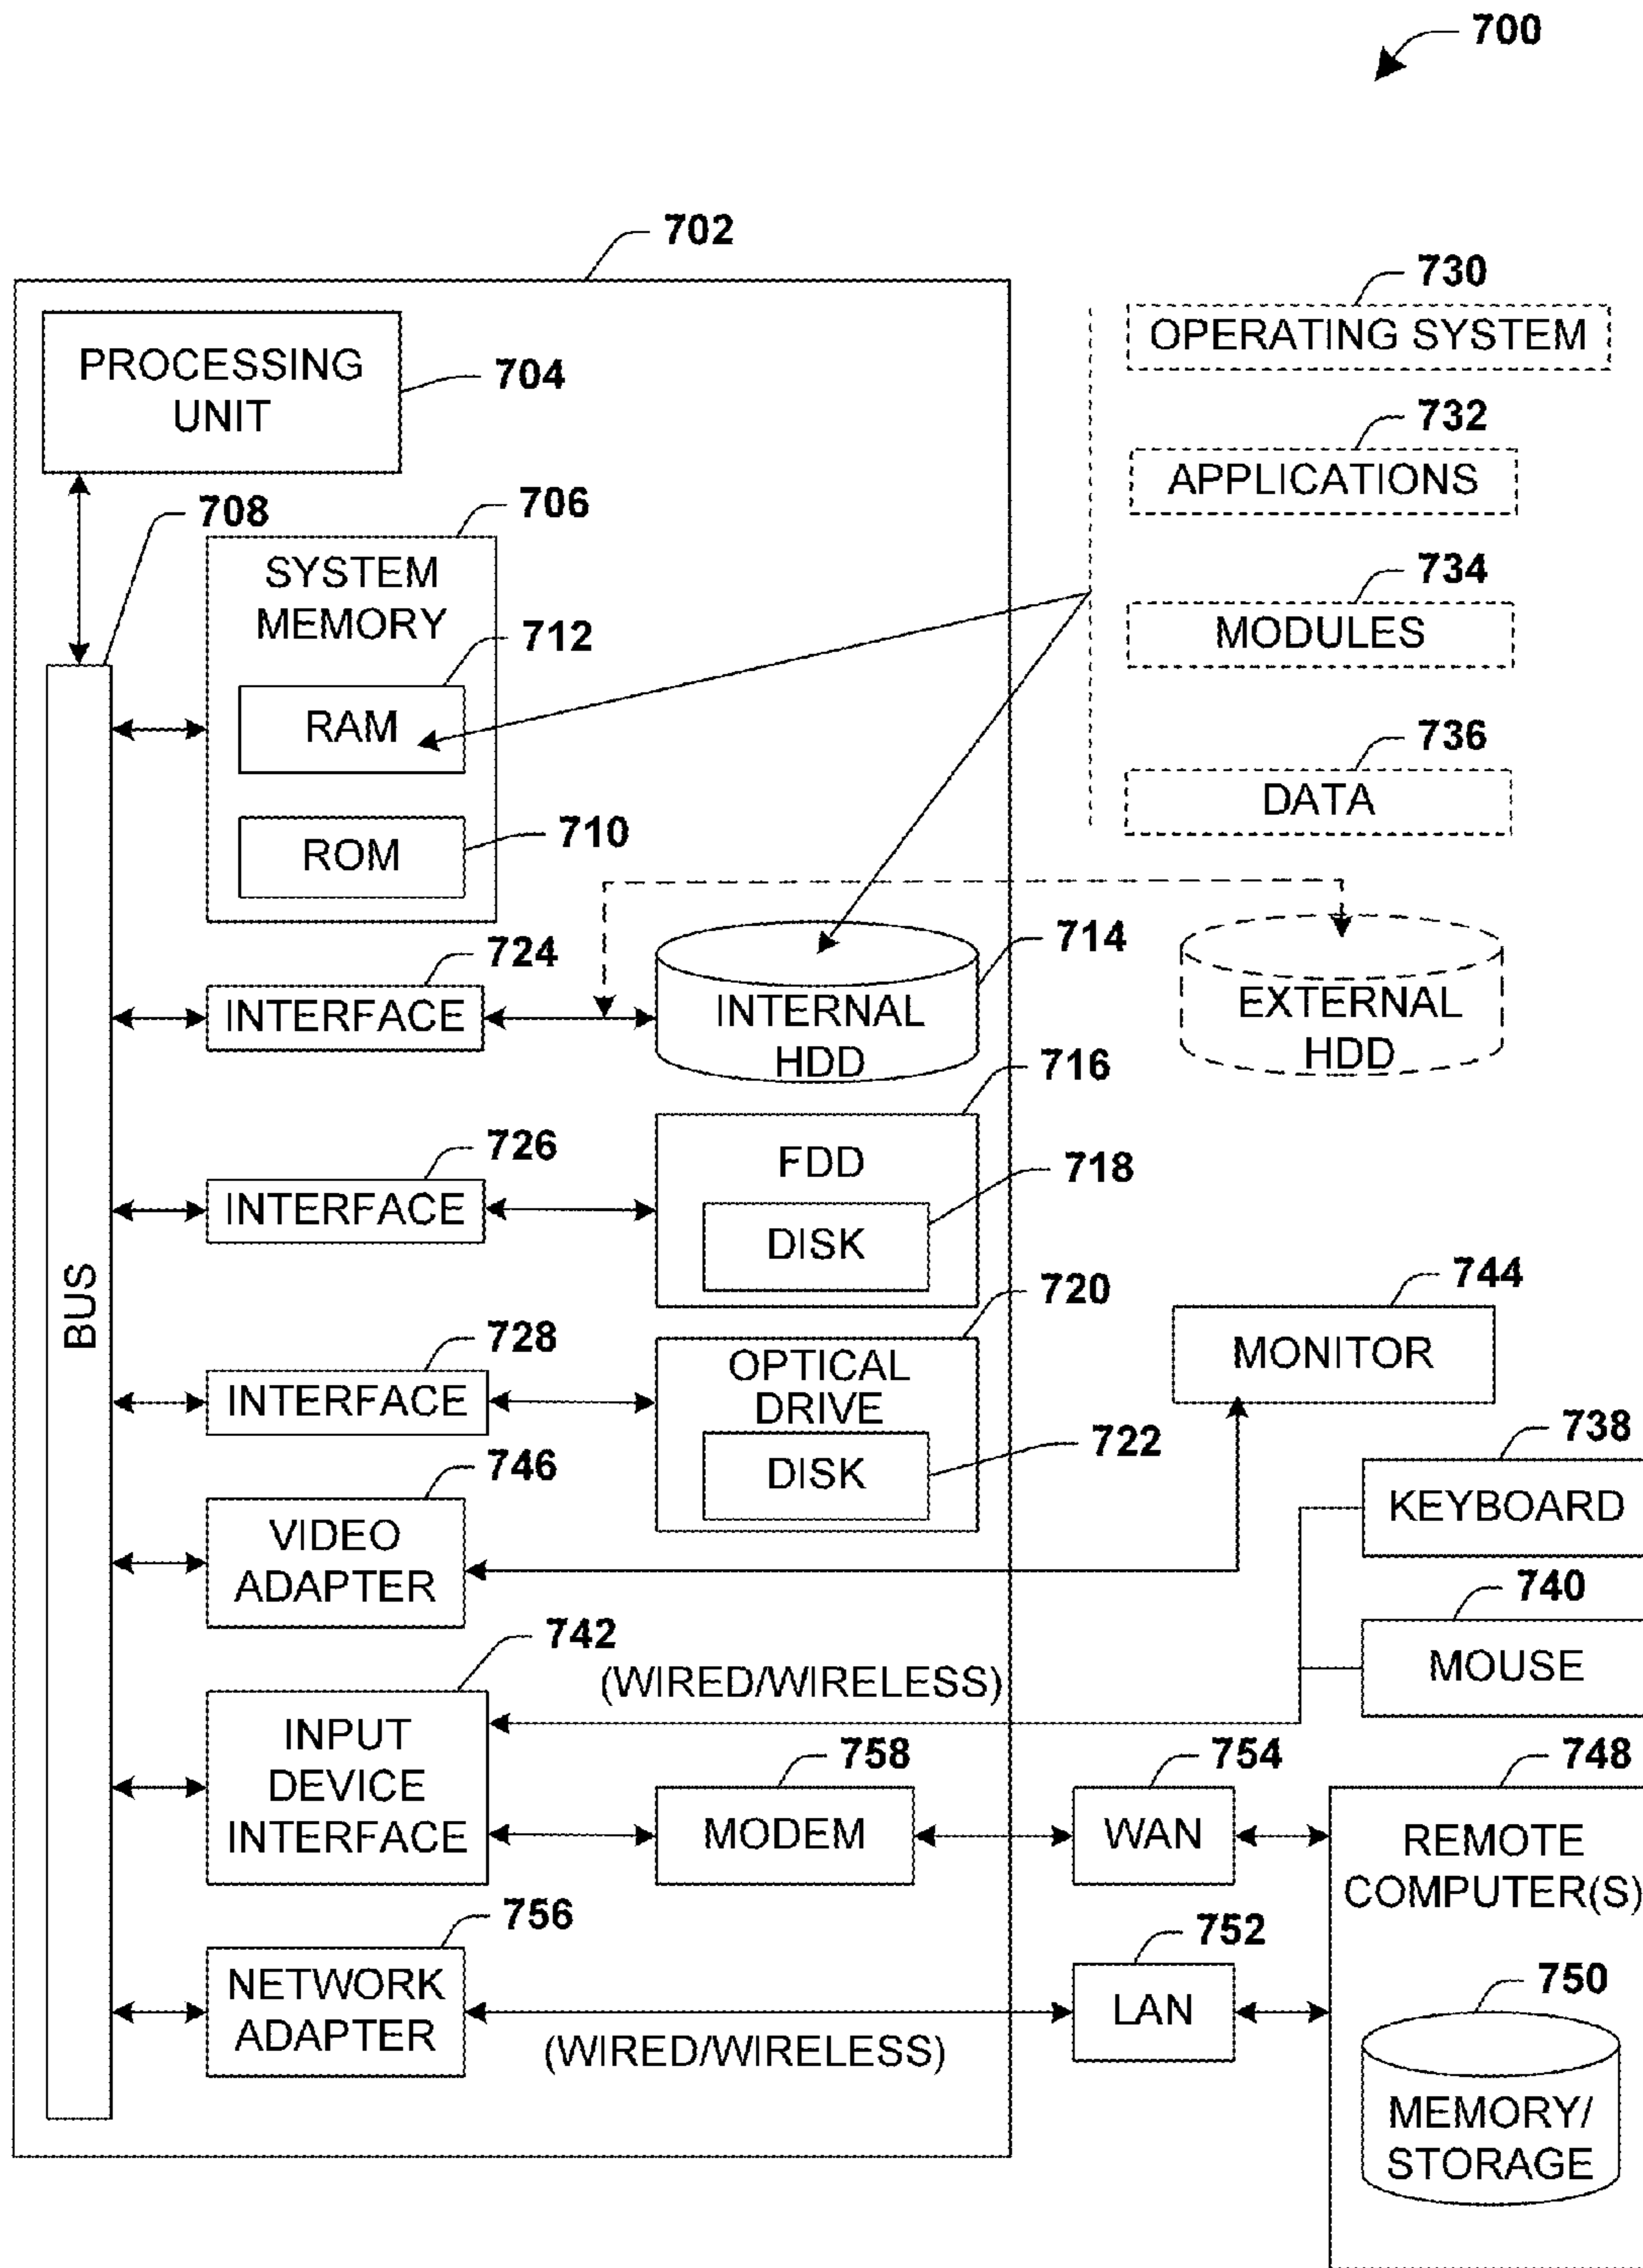 700
702
730
OPERATING SYSTEM
PROCESSING
UNIT
704
732
APPLICATIONS
708
706
SYSTEM
MEMORY
734
MODULES
712
RAM
736
DATA
710
ROM
724
INTERFACE
714
INTERNAL
HDD
EXTERNAL
HDD
716
FDD
726
INTERFACE
718
DISK
BUS
720
OPTICAL
DRIVE
744
MONITOR
728
INTERFACE
722
DISK
738
KEYBOARD
746
VIDEO
ADAPTER
740
MOUSE
742
(WIRED/WIRELESS)
INPUT
DEVICE
INTERFACE
758
MODEM
754
WAN
748
REMOTE
COMPUTER(S)
756
NETWORK
ADAPTER
(WIRED/WIRELESS)
752
LAN
750
MEMORY/
STORAGE